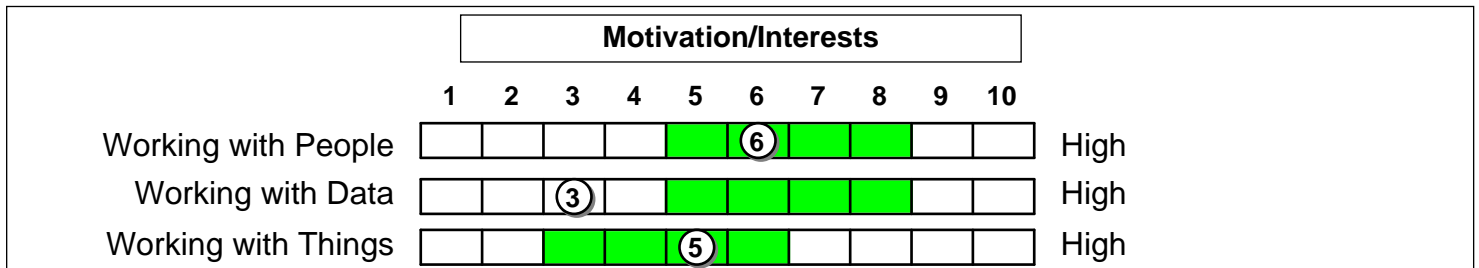 Motivation/Interests
1 2 3 4 5 6 7 8 9 10
Working with People 6 High
Working with Data 3 High
Working with Things 5 High